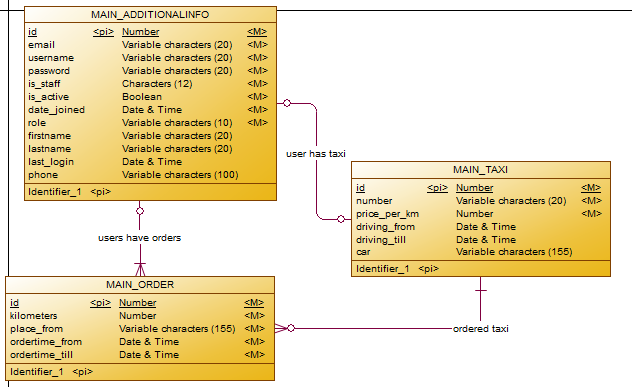 MAIN_ADDITIONALINFO
id <pi> Number <M>
email Variable characters (20) <M>
username Variable characters (20) <M>
password Variable characters (20) <M>
is_staff Characters (12) <M>
is_active Boolean <M>
date_joined Date & Time <M>
role Variable characters (10) <M>
firstname Variable characters (20)
lastname Variable characters (20)
last_login Date & Time
phone Variable characters (100)
Identifier_1 <pi>
user has taxi
MAIN_TAXI
id <pi> Number <M>
number Variable characters (20) <M>
price_per_km Number <M>
driving_from Date & Time
driving_till Date & Time
car Variable characters (155)
Identifier_1 <pi>
users have orders
MAIN_ORDER
id <pi> Number <M>
kilometers Number <M>
place_from Variable characters (155) <M>
ordertime_from Date & Time <M>
ordertime_till Date & Time <M>
Identifier_1 <pi>
ordered taxi